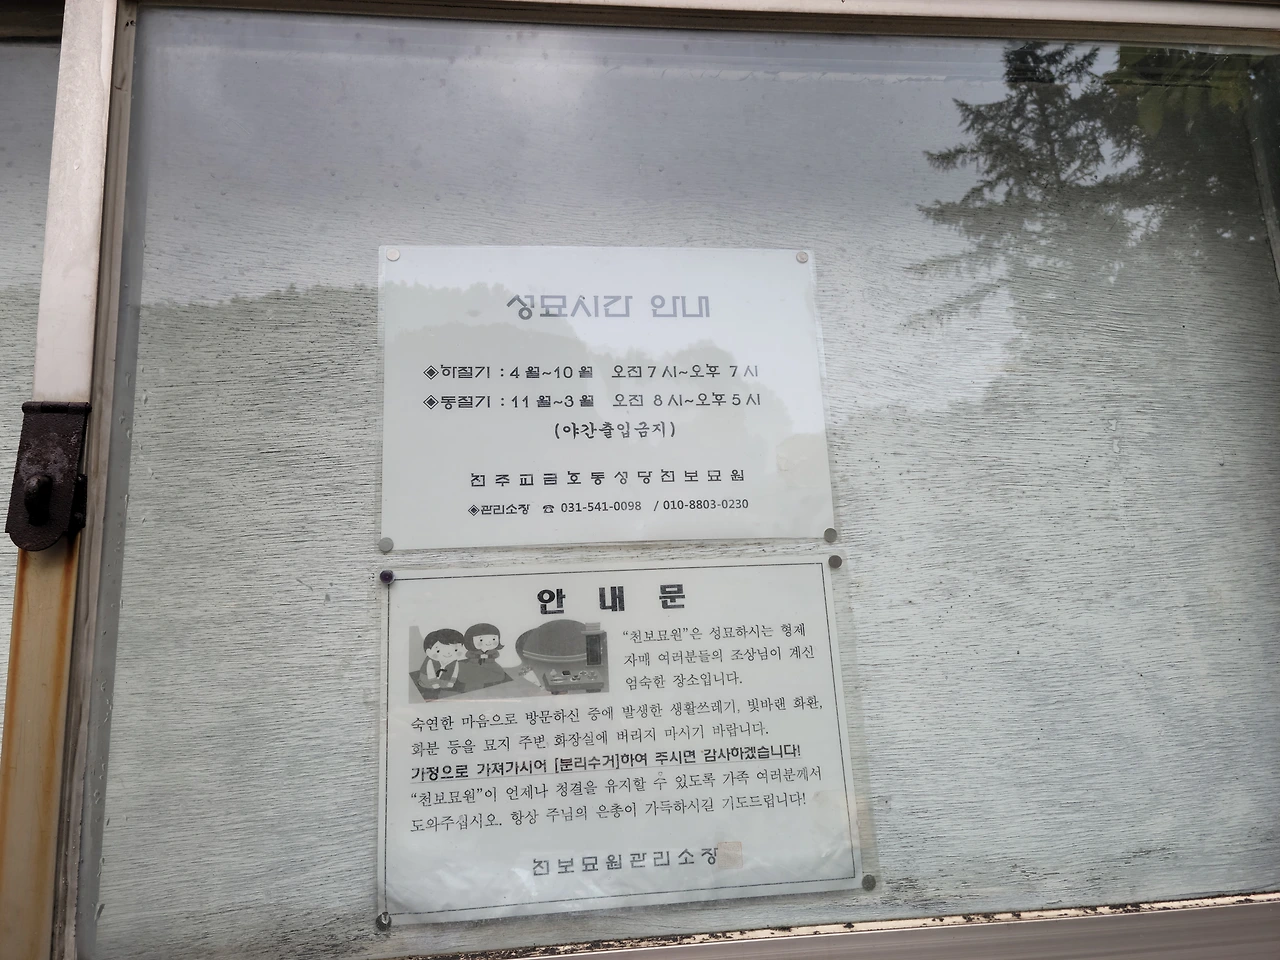 성묘시간 안내
◈하절기 : 4월~10월 오전 7시~오후 7시
◈동절기 : 11월~3월 오전 8시~오후 5시
(야간출입금지)
천주교금호동성당천보묘원
◈관리소장 ☎ 031-541-0098 / 010-8803-0230
안 내 문
“천보묘원”은 성묘하시는 형제
자매 여러분들의 조상님이 계신
엄숙한 장소입니다.
숙연한 마음으로 방문하신 중에 발생한 생활쓰레기, 빛바랜 화환,
화분 등을 묘지 주변 화장실에 버리지 마시기 바랍니다.
가정으로 가져가시어 [분리수거]하여 주시면 감사하겠습니다!
“천보묘원”이 언제나 청결을 유지할 수 있도록 가족 여러분께서
도와주십시오. 항상 주님의 은총이 가득하시길 기도드립니다!
천보묘원관리소장